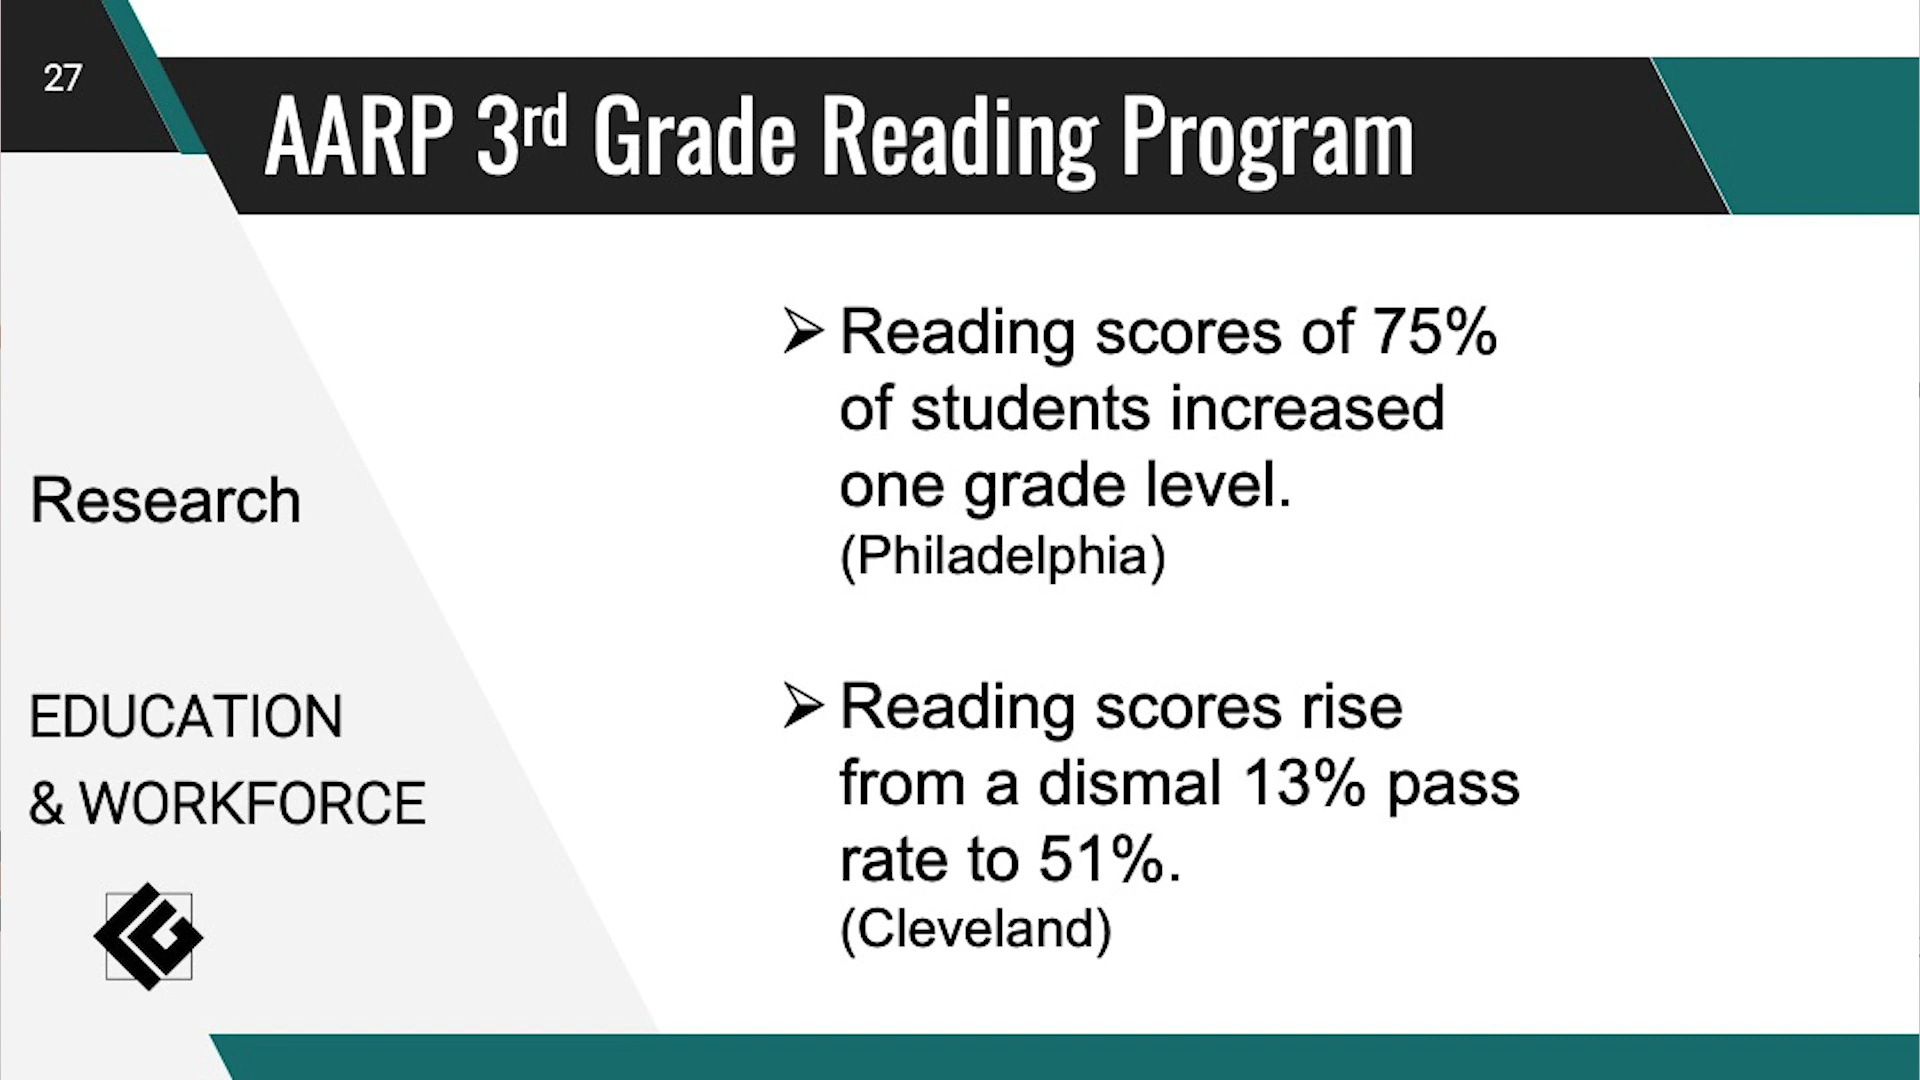 27
AARP 3rd Grade Reading Program
Research
EDUCATION
& WORKFORCE
➢ Reading scores of 75%
of students increased
one grade level.
(Philadelphia)
➢ Reading scores rise
from a dismal 13% pass
rate to 51%.
(Cleveland)